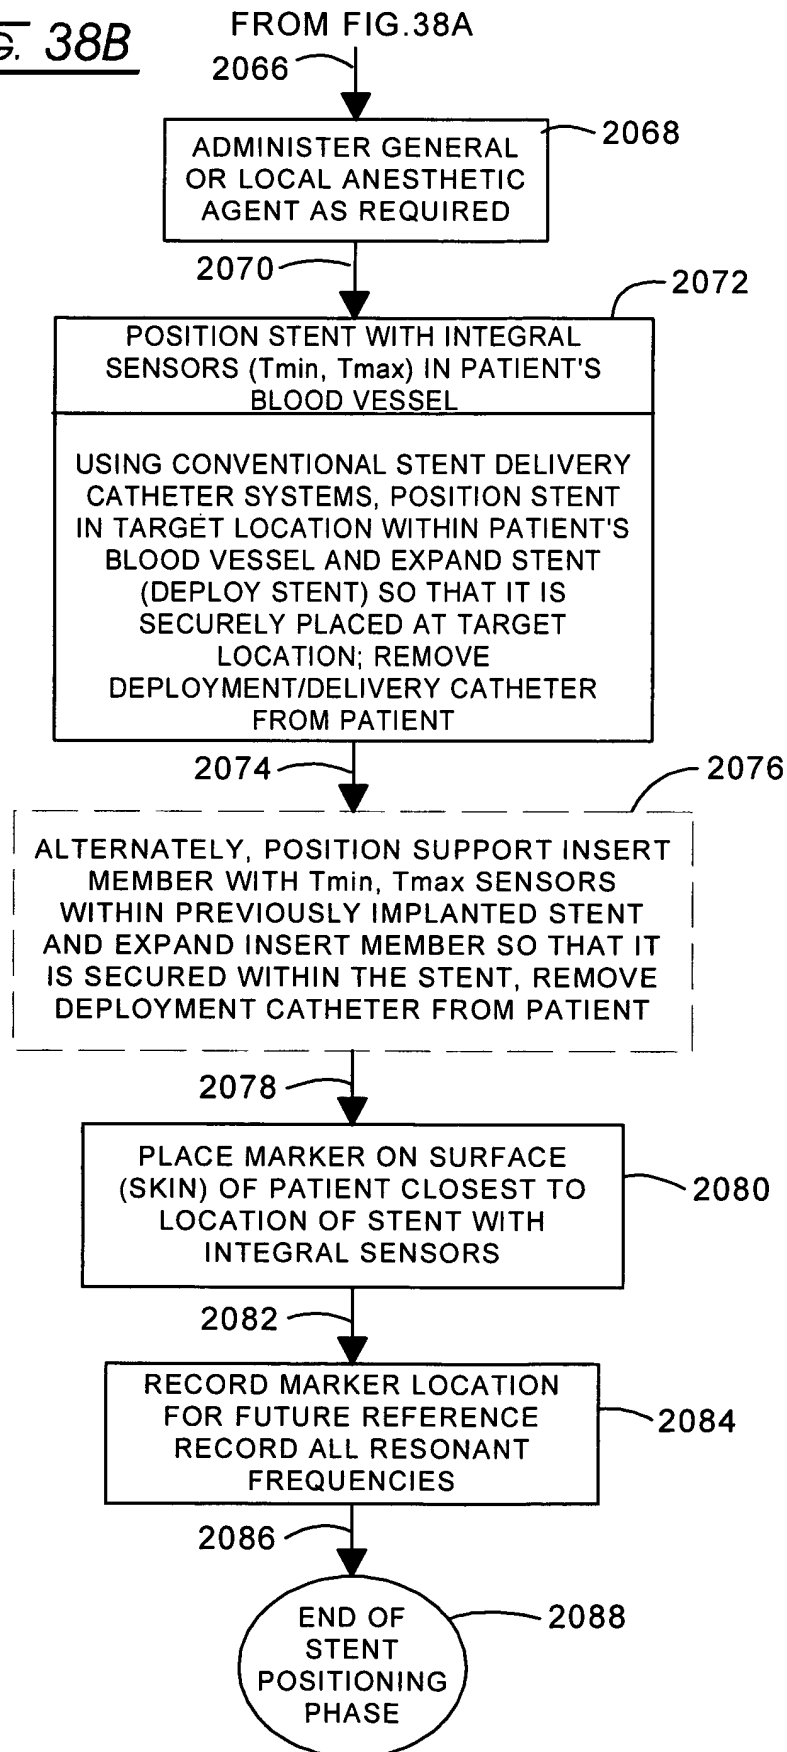 G. 38B
FROM FIG.38A
2066
ADMINISTER GENERAL
OR LOCAL ANESTHETIC
AGENT AS REQUIRED
2068
2070
2072
POSITION STENT WITH INTEGRAL
SENSORS (Tmin, Tmax) IN PATIENT'S
BLOOD VESSEL
USING CONVENTIONAL STENT DELIVERY
CATHETER SYSTEMS, POSITION STENT
IN TARGET LOCATION WITHIN PATIENT'S
BLOOD VESSEL AND EXPAND STENT
(DEPLOY STENT) SO THAT IT IS
SECURELY PLACED AT TARGET
LOCATION; REMOVE
DEPLOYMENT/DELIVERY CATHETER
FROM PATIENT
2074
2076
ALTERNATELY, POSITION SUPPORT INSERT
MEMBER WITH Tmin, Tmax SENSORS
WITHIN PREVIOUSLY IMPLANTED STENT
AND EXPAND INSERT MEMBER SO THAT IT
IS SECURED WITHIN THE STENT, REMOVE
DEPLOYMENT CATHETER FROM PATIENT
2078
PLACE MARKER ON SURFACE
(SKIN) OF PATIENT CLOSEST TO
LOCATION OF STENT WITH
INTEGRAL SENSORS
2080
2082
RECORD MARKER LOCATION
FOR FUTURE REFERENCE
RECORD ALL RESONANT
FREQUENCIES
2084
2086
END OF
STENT
POSITIONING
PHASE
2088